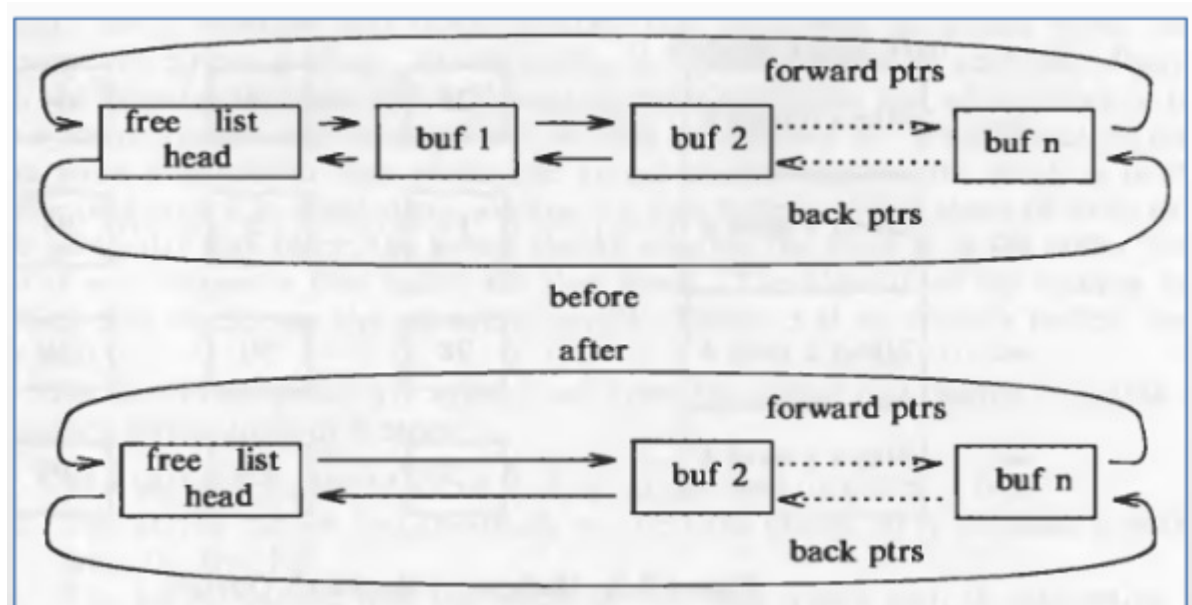 forward ptrs
free list
head
buf 1
buf 2
buf n
back ptrs
before
after
forward ptrs
free list
head
buf 2
buf n
back ptrs